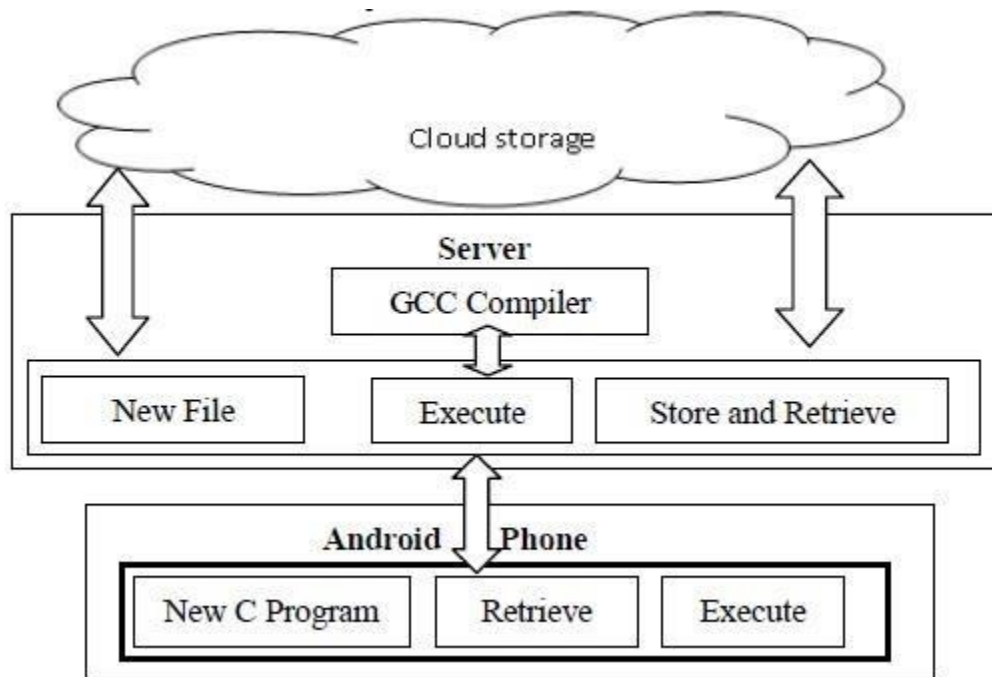 Cloud storage
Server
GCC Compiler
New File
Execute
Store and Retrieve
Android Phone
New C Program
Retrieve
Execute